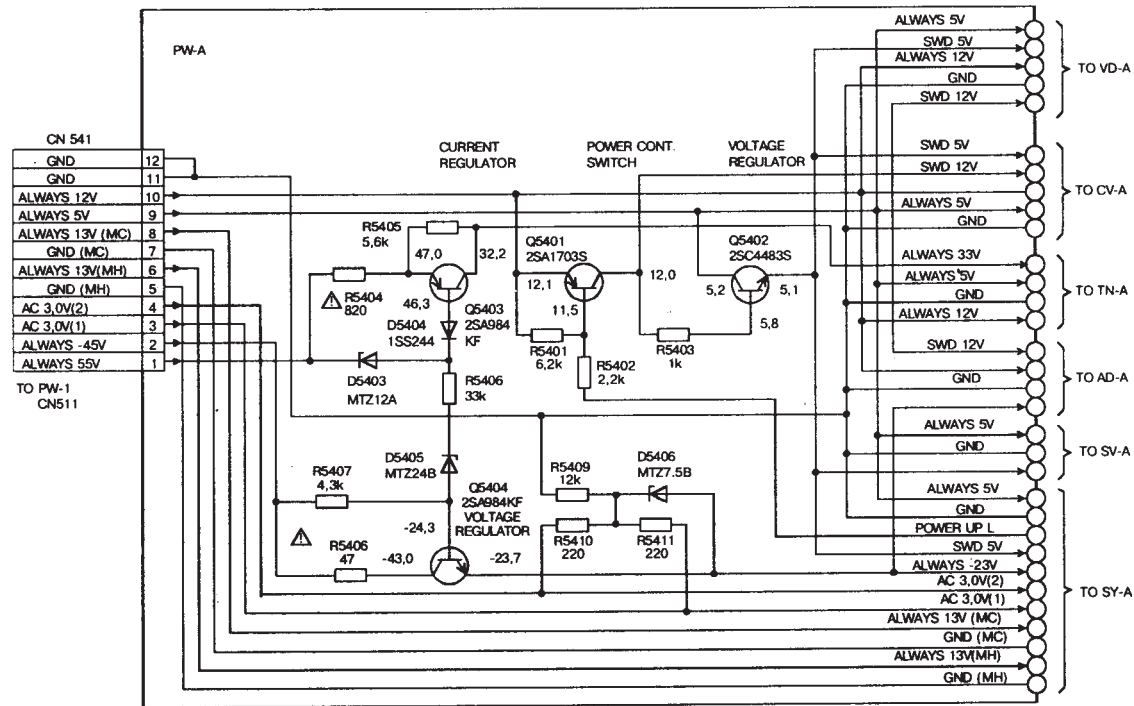 PW-A
CN 541
GND 12
GND 11
ALWAYS 12V 10
ALWAYS 5V 9
ALWAYS 13V (MC) 8
GND (MC) 7
ALWAYS 13V(MH) 6
GND (MH) 5
AC 3,0V(2) 4
AC 3,0V(1) 3
ALWAYS -45V 2
ALWAYS 55V 1
TO PW-1
CN511
CURRENT
REGULATOR
POWER CONT.
SWITCH
VOLTAGE
REGULATOR
R5405
5,6k
47,0
32,2
R5404
820
46,3
Q5403
2SA984
KF
D5404
1SS244
D5403
MTZ12A
R5406
33k
Q5401
2SA1703S
12,1
12,0
11,5
R5401
6,2k
R5402
2,2k
Q5402
2SC4483S
5,2
5,1
5,8
R5403
1k
D5405
MTZ24B
R5407
4,3k
Q5404
2SA984KF
VOLTAGE
REGULATOR
-24,3
R5406
47
-43,0
-23,7
R5409
12k
D5406
MTZ7.5B
R5410
220
R5411
220
ALWAYS 5V
SWD 5V
ALWAYS 12V
GND
SWD 12V
TO VD-A
SWD 5V
SWD 12V
ALWAYS 5V
GND
TO CV-A
ALWAYS 33V
ALWAYS 5V
GND
ALWAYS 12V
TO TN-A
SWD 12V
GND
TO AD-A
ALWAYS 5V
GND
TO SV-A
ALWAYS 5V
GND
POWER UP L
SWD 5V
ALWAYS -23V
AC 3,0V(2)
AC 3,0V(1)
ALWAYS 13V (MC)
GND (MC)
ALWAYS 13V(MH)
GND (MH)
TO SY-A